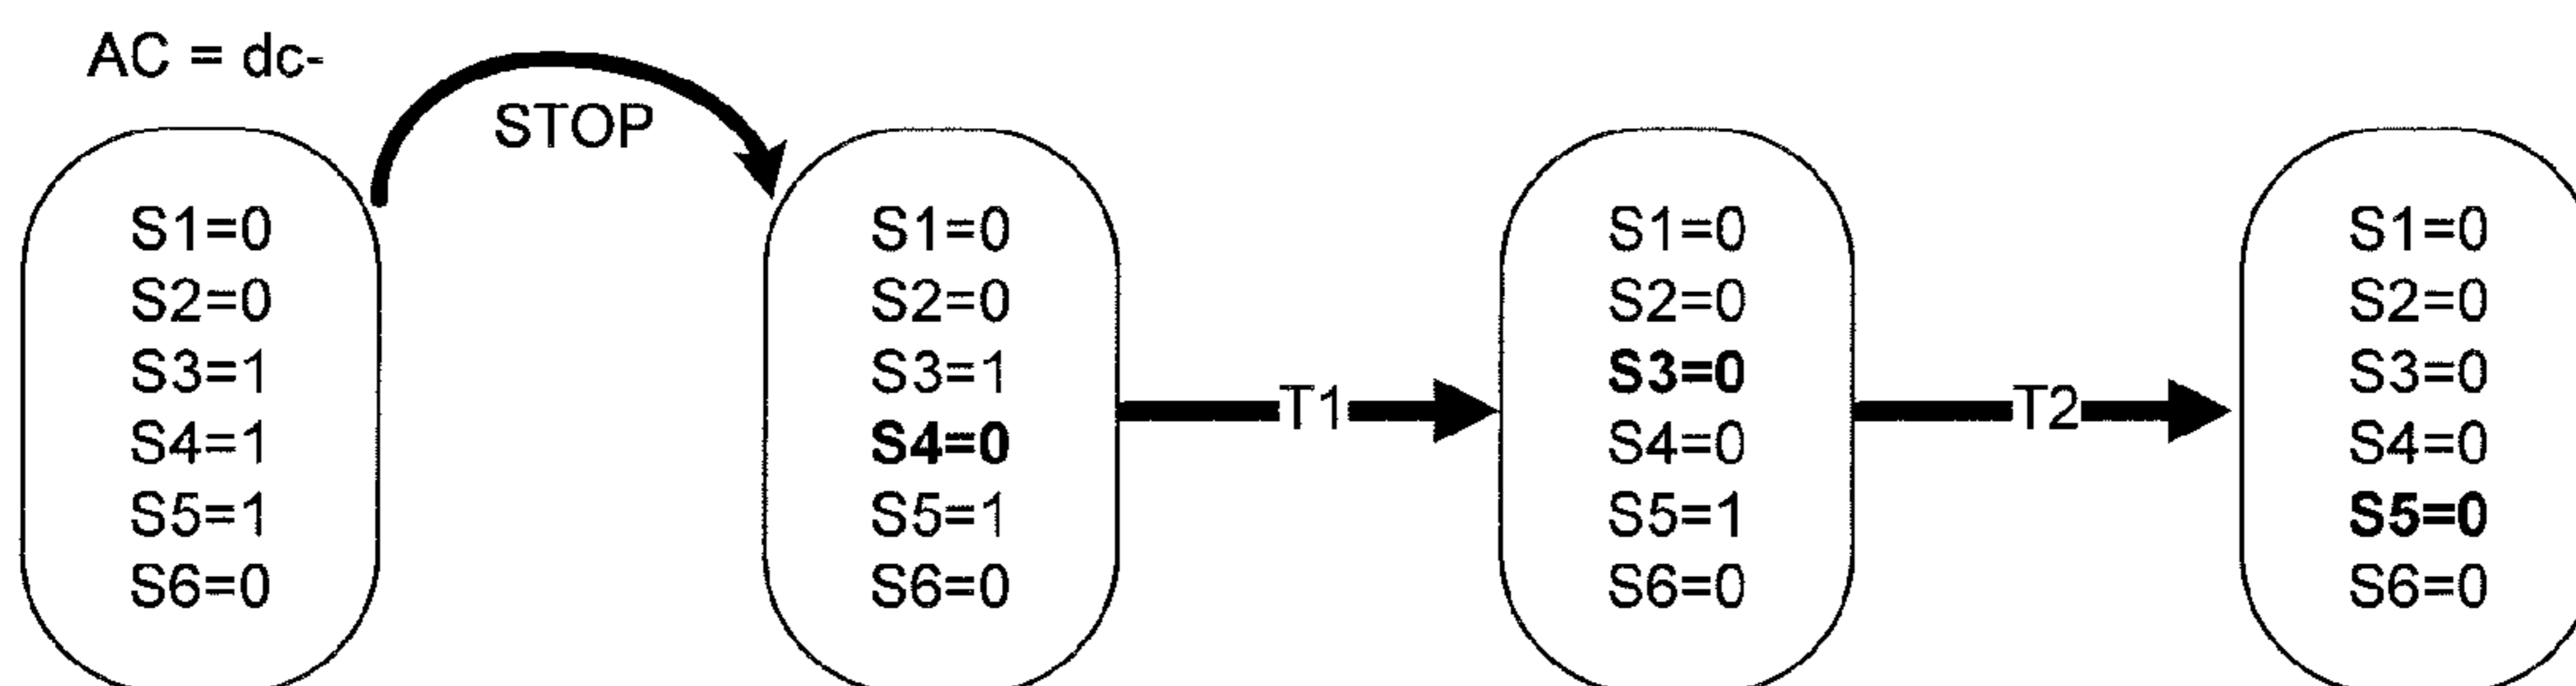 AC = dc-
STOP
S1=0
S2=0
S3=1
S4=1
S5=1
S6=0
S1=0
S2=0
S3=1
S4=0
S5=1
S6=0
T1
S1=0
S2=0
S3=0
S4=0
S5=1
S6=0
T2
S1=0
S2=0
S3=0
S4=0
S5=0
S6=0